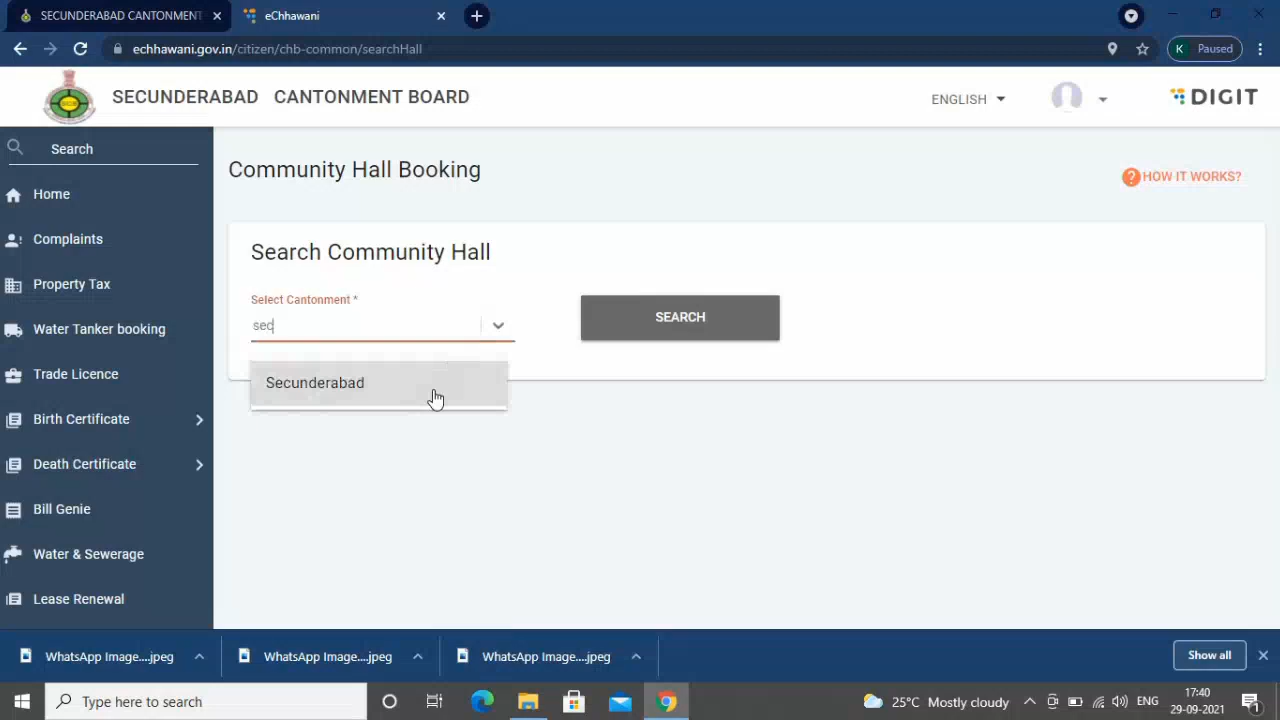 SECUNDERABAD CANTONMENT
eChhawani
echhawani.gov.in/citizen/chb-common/searchHall
K Paused
SECUNDERABAD CANTONMENT BOARD
ENGLISH
DIGIT
Search
Home
Complaints
Property Tax
Water Tanker booking
Trade Licence
Birth Certificate
Death Certificate
Bill Genie
Water & Sewerage
Lease Renewal
Community Hall Booking
? HOW IT WORKS?
Search Community Hall
Select Cantonment *
sec
SEARCH
Secunderabad
WhatsApp Image....jpeg
WhatsApp Image....jpeg
WhatsApp Image....jpeg
Show all
Type here to search
25°C Mostly cloudy
ENG
17:40
29-09-2021
1